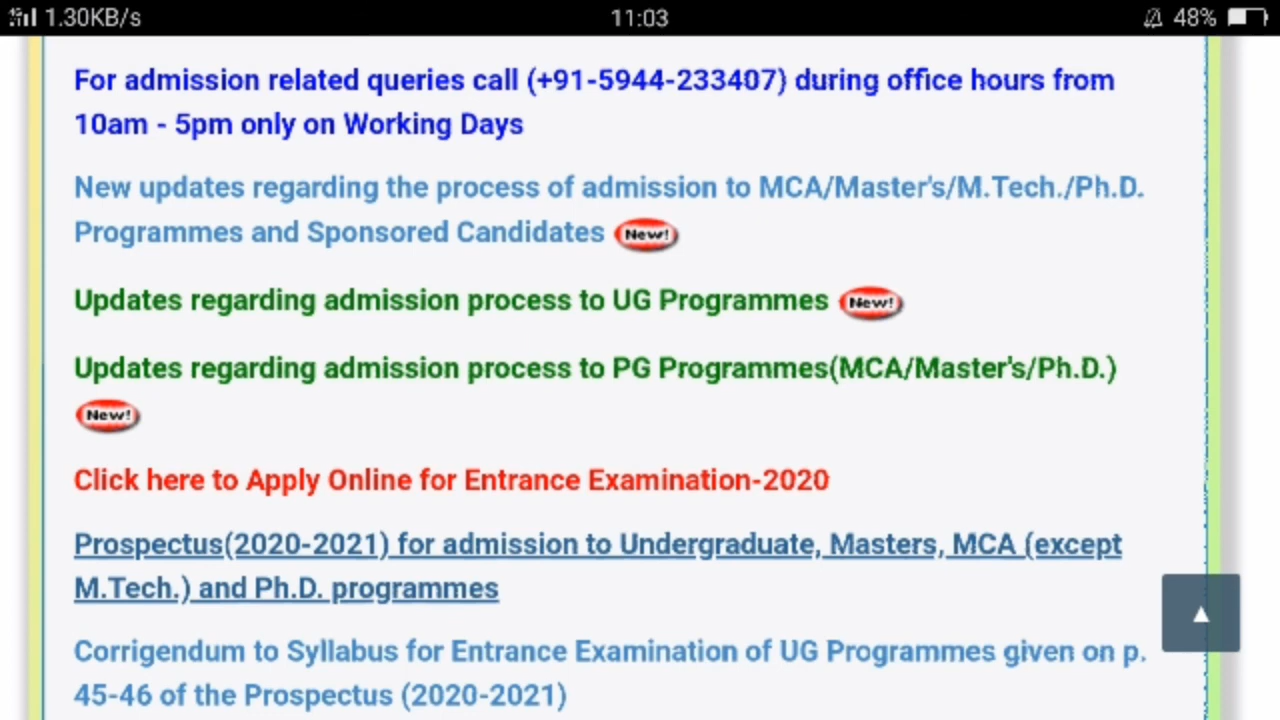 1.30KB/s 11:03 48%
For admission related queries call (+91-5944-233407) during office hours from
10am - 5pm only on Working Days
New updates regarding the process of admission to MCA/Master's/M.Tech./Ph.D.
Programmes and Sponsored Candidates New!
Updates regarding admission process to UG Programmes New!
Updates regarding admission process to PG Programmes(MCA/Master's/Ph.D.)
New!
Click here to Apply Online for Entrance Examination-2020
Prospectus(2020-2021) for admission to Undergraduate, Masters, MCA (except
M.Tech.) and Ph.D. programmes
Corrigendum to Syllabus for Entrance Examination of UG Programmes given on p.
45-46 of the Prospectus (2020-2021)